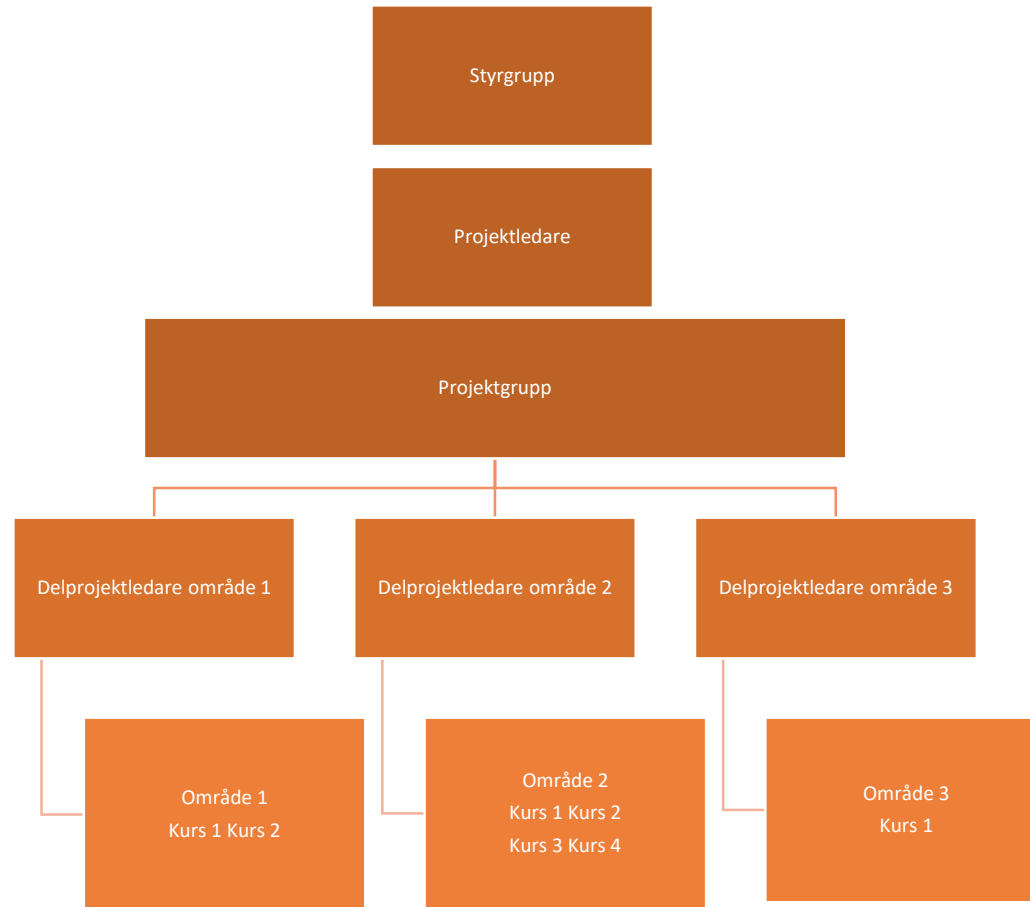 Styrgrupp
Projektledare
Projektgrupp
Delprojektledare område 1
Delprojektledare område 2
Delprojektledare område 3
Område 1
Kurs 1 Kurs 2
Område 2
Kurs 1 Kurs 2
Kurs 3 Kurs 4
Område 3
Kurs 1